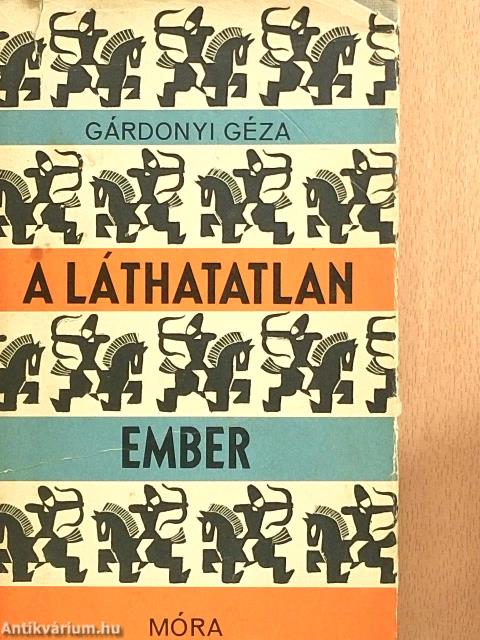 GÁRDONYI GÉZA
A LÁTHATATLAN
EMBER
MÓRA
Antikvárium.hu